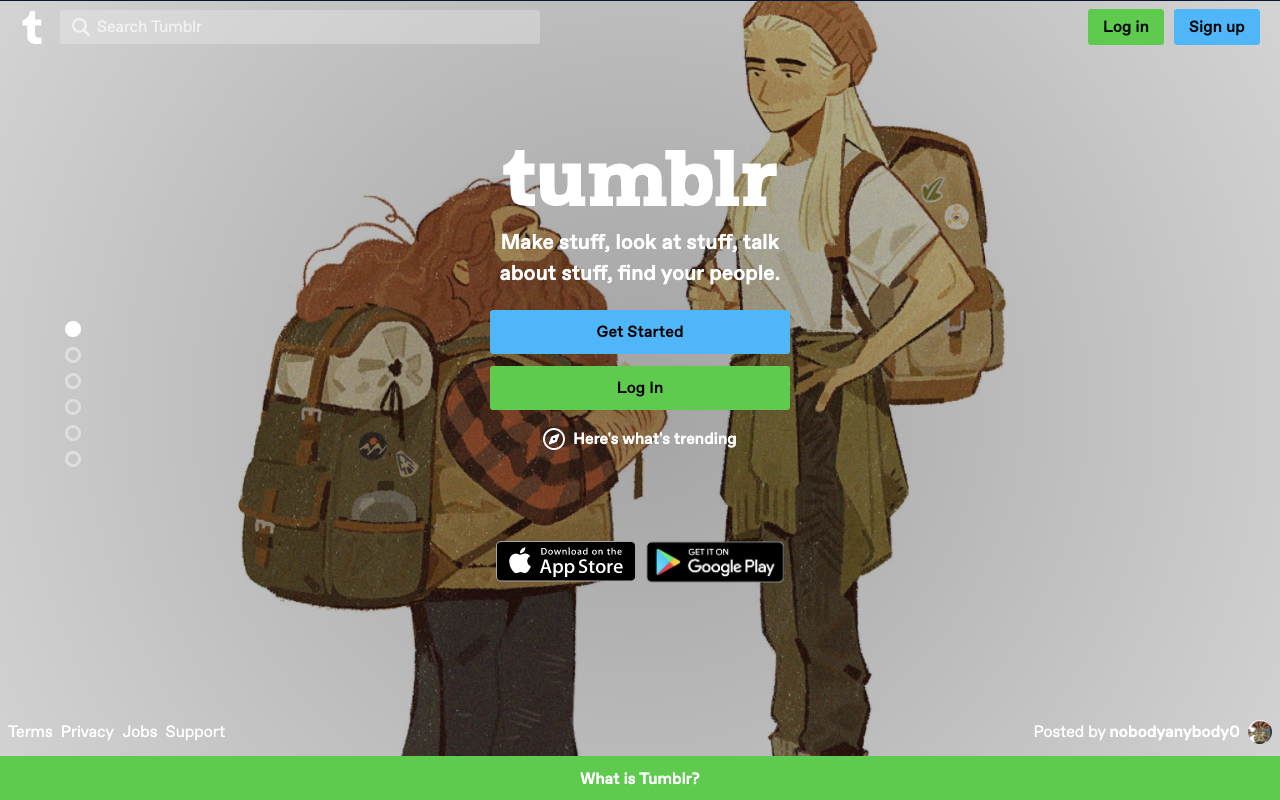 t
Search Tumblr
Log in
Sign up
tumblr
Make stuff, look at stuff, talk
about stuff, find your people.
Get Started
Log In
Here's what's trending
Download on the
App Store
GET IT ON
Google Play
Terms Privacy Jobs Support
Posted by nobodyanybody0
What is Tumblr?